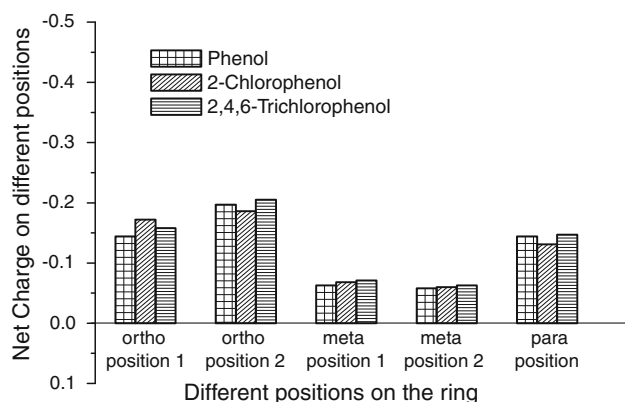 Net Charge on different positions
-0.5
-0.4
-0.3
-0.2
-0.1
0.0
0.1
Phenol
2-Chlorophenol
2,4,6-Trichlorophenol
ortho position 1
ortho position 2
meta position 1
meta position 2
para position
Different positions on the ring